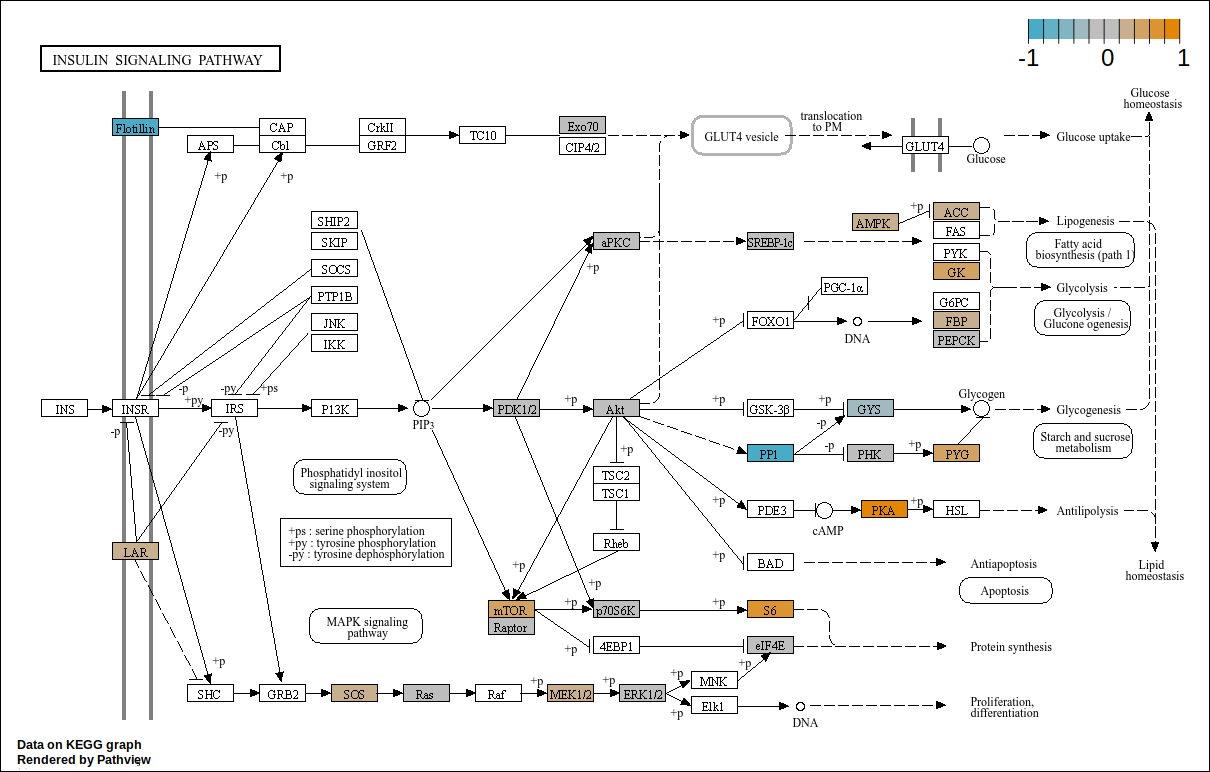 INSULIN SIGNALING PATHWAY
-1 0 1
Glucose
homeostasis
Flotillin
CAP
Cbl
APS
CrkII
GRF2
TC10
Exo70
CIP4/2
GLUT4 vesicle
translocation
to PM
GLUT4
Glucose
Glucose uptake
+p
+p
SHIP2
SKIP
SOCS
PTP1B
JNK
IKK
aPKC
+p
SREBP-1c
AMPK
+p
ACC
FAS
PYK
GK
G6PC
FBP
PEPCK
Lipogenesis
Fatty acid
biosynthesis (path 1)
Glycolysis
Glycolysis /
Glucone ogenesis
PGC-1α
+p
FOXO1
DNA
INS
INSR
-p
+py
-py
+ps
IRS
-p
-py
P13K
PIP3
PDK1/2
+p
Akt
+p
GSK-3β
+p
-p
GYS
Glycogen
Glycogenesis
PP1
-p
PHK
+p
PYG
Starch and sucrose
metabolism
+p
TSC2
TSC1
Rheb
Phosphatidyl inositol
signaling system
+ps : serine phosphorylation
+py : tyrosine phosphorylation
-py : tyrosine dephosphorylation
LAR
+p
PDE3
cAMP
PKA
+p
HSL
Antilipolysis
+p
BAD
Antiapoptosis
Apoptosis
Lipid
homeostasis
+p
+p
mTOR
Raptor
+p
p70S6K
+p
S6
+p
4EBP1
eIF4E
Protein synthesis
MAPK signaling
pathway
+p
SHC
GRB2
SOS
Ras
Raf
+p
MEK1/2
+p
ERK1/2
+p
MNK
+p
+p
Elk1
DNA
Proliferation,
differentiation
Data on KEGG graph
Rendered by Pathview